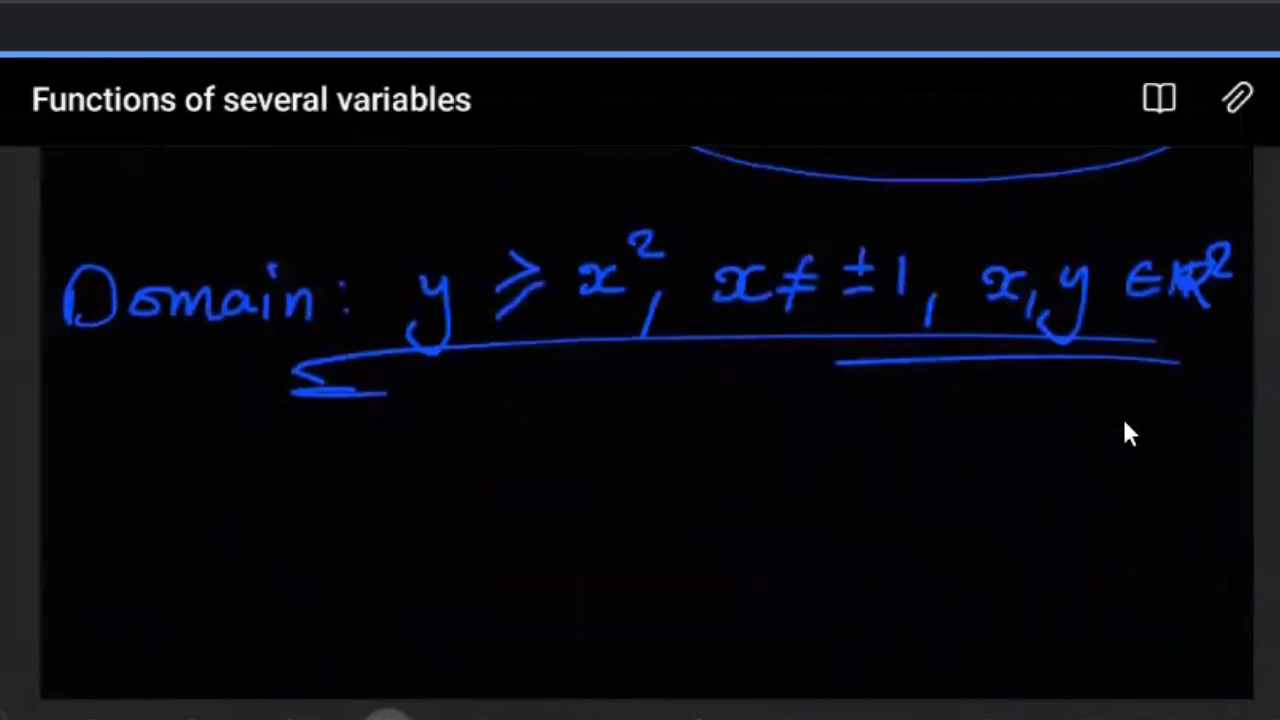 Functions of several variables
Domain: y ⩾ x², x ≠ ±1, x,y ∈ ℝ²